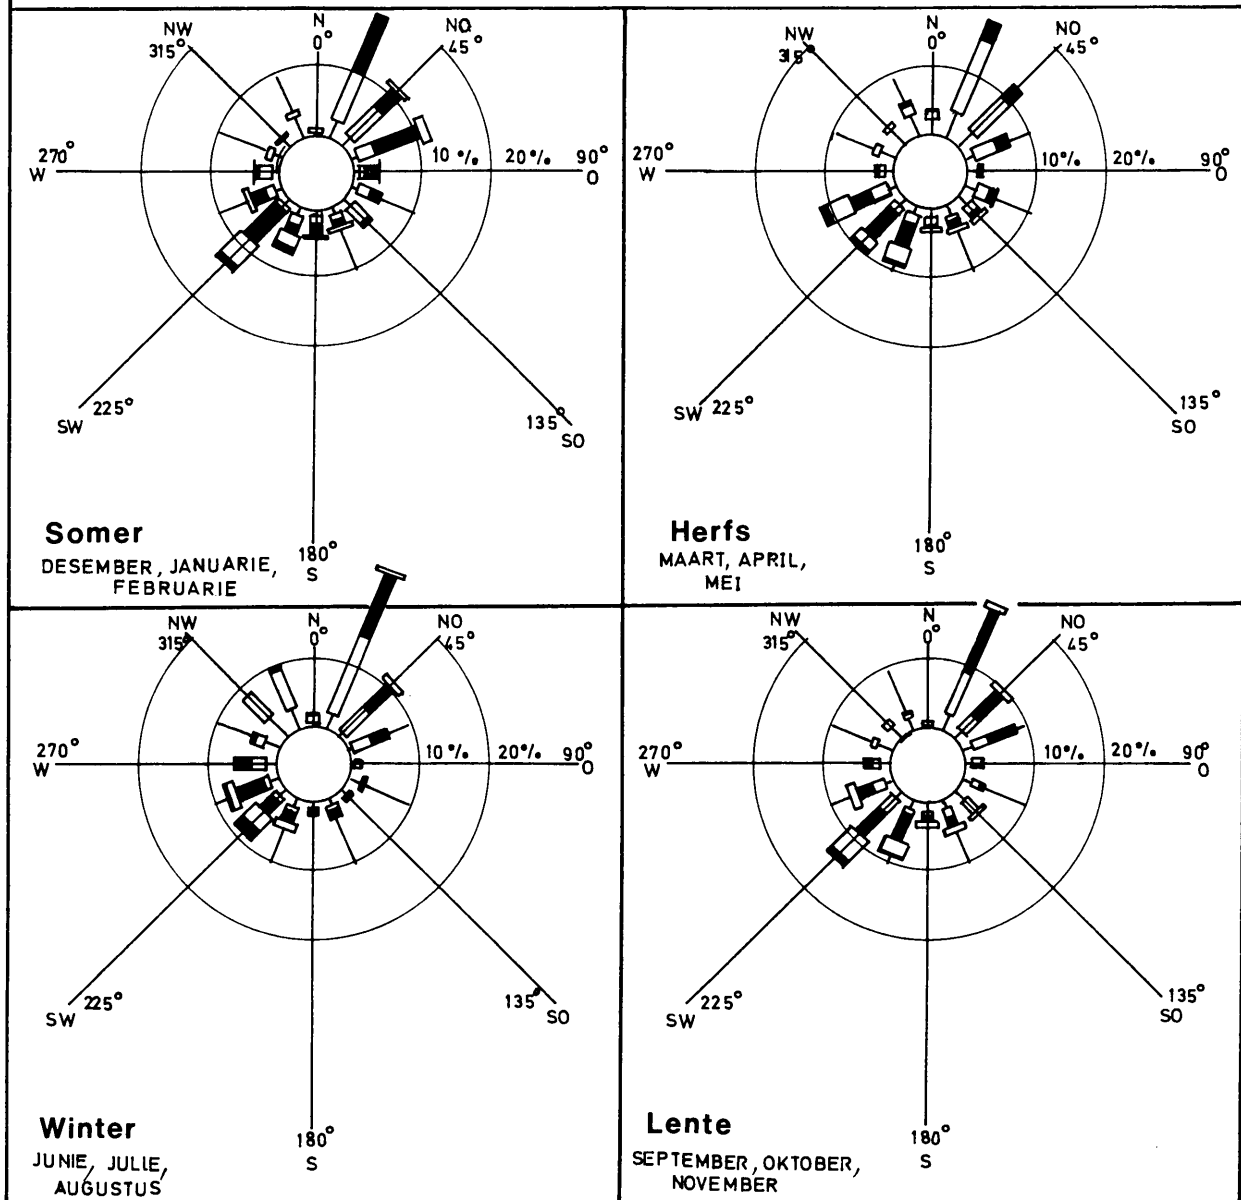 N
0°
NW
315°
NO
45°
270°
W
10%
20%
90°
O
SW
225°
135°
SO
180°
S
Somer
DESEMBER, JANUARIE,
FEBRUARIE
N
0°
NW
315
NO
45°
270°
W
10%
20%
90°
O
SW
225°
135°
SO
180°
S
Herfs
MAART, APRIL,
MEI
N
0°
NW
315°
NO
45°
270°
W
10%
20%
90°
O
SW
225°
135°
SO
180°
S
Winter
JUNIE, JULIE,
AUGUSTUS
N
0°
NW
315°
NO
45°
270°
W
10%
20%
90°
O
SW
225°
135°
SO
180°
S
Lente
SEPTEMBER, OKTOBER,
NOVEMBER